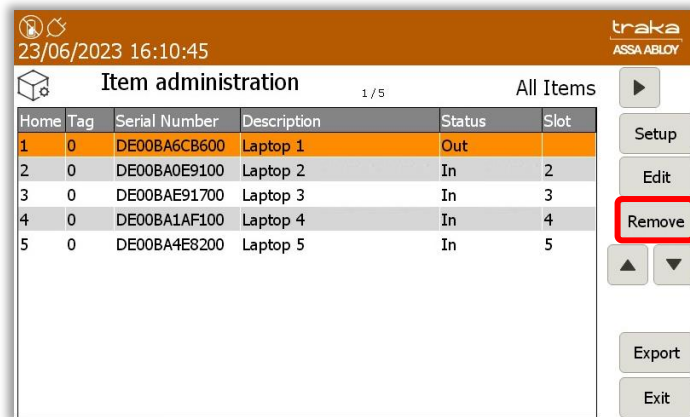 23/06/2023 16:10:45
traka
ASSA ABLOY
Item administration 1/5 All Items
Home Tag Serial Number Description Status Slot
1 0 DE00BA6CB600 Laptop 1 Out
2 0 DE00BA0E9100 Laptop 2 In 2
3 0 DE00BAE91700 Laptop 3 In 3
4 0 DE00BA1AF100 Laptop 4 In 4
5 0 DE00BA4E8200 Laptop 5 In 5
Setup
Edit
Remove
Export
Exit